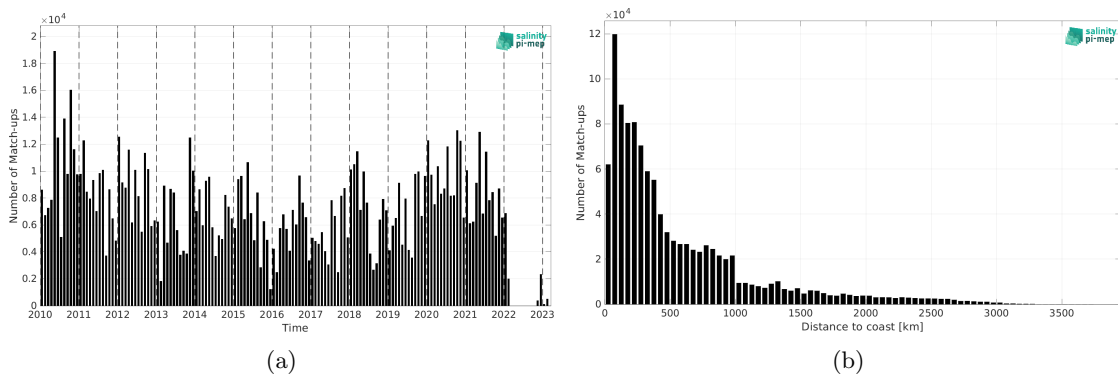 ×10⁴
2
1.8
1.6
1.4
1.2
1
0.8
0.6
0.4
0.2
0
Number of Match-ups
2010 2011 2012 2013 2014 2015 2016 2017 2018 2019 2020 2021 2022 2023
Time
salinity
pi-mep
(a)
×10⁴
12
10
8
6
4
2
0
Number of Match-ups
0 500 1000 1500 2000 2500 3000 3500
Distance to coast [km]
salinity
pi-mep
(b)